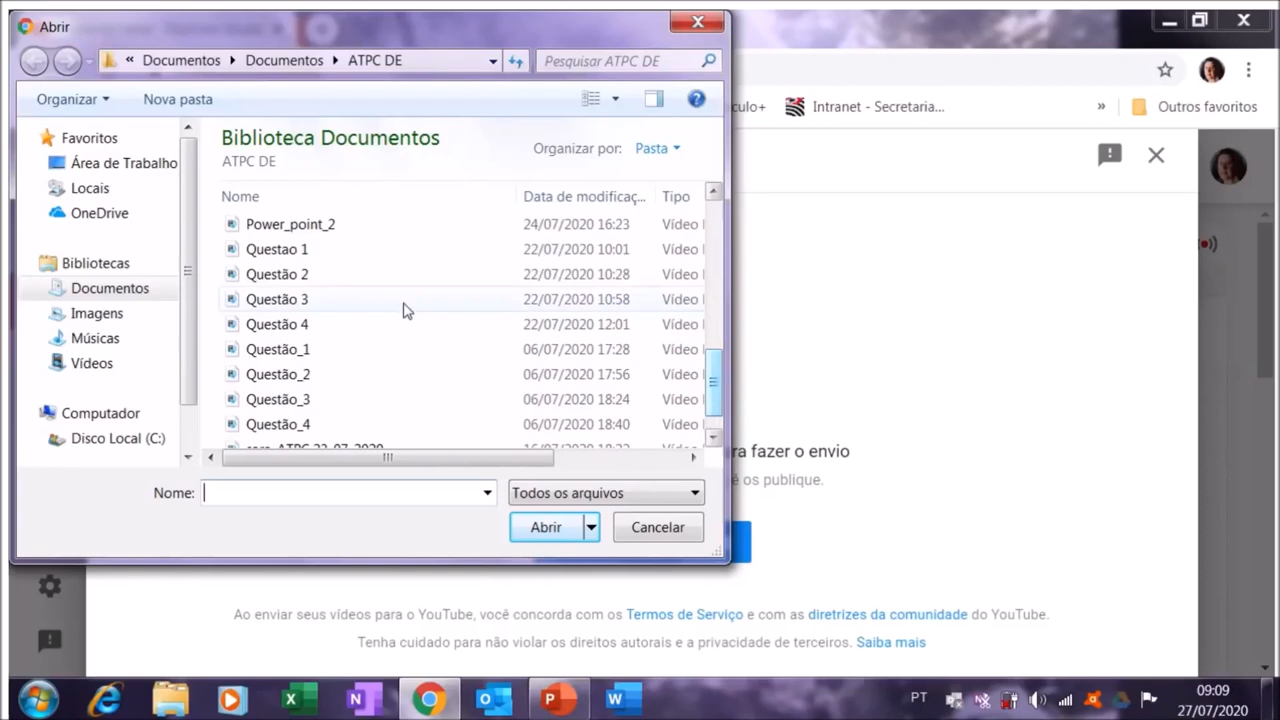 Abrir
« Documentos Documentos ATPC DE
Pesquisar ATPC DE
Organizar
Nova pasta
culo+
Intranet - Secretaria...
»
Outros favoritos
Favoritos
Área de Trabalho
Locais
OneDrive
Bibliotecas
Documentos
Imagens
Músicas
Vídeos
Computador
Disco Local (C:)
Biblioteca Documentos
ATPC DE
Organizar por: Pasta
Nome Data de modificaç... Tipo
Power_point_2 24/07/2020 16:23 Vídeo
Questao 1 22/07/2020 10:01 Vídeo
Questão 2 22/07/2020 10:28 Vídeo
Questão 3 22/07/2020 10:58 Vídeo
Questão 4 22/07/2020 12:01 Vídeo
Questão_1 06/07/2020 17:28 Vídeo
Questão_2 06/07/2020 17:56 Vídeo
Questão_3 06/07/2020 18:24 Vídeo
Questão_4 06/07/2020 18:40 Vídeo
Nome:
Todos os arquivos
Abrir
Cancelar
ra fazer o envio
ê os publique.
Ao enviar seus vídeos para o YouTube, você concorda com os Termos de Serviço e com as diretrizes da comunidade do YouTube.
Tenha cuidado para não violar os direitos autorais e a privacidade de terceiros. Saiba mais
PT
09:09
27/07/2020